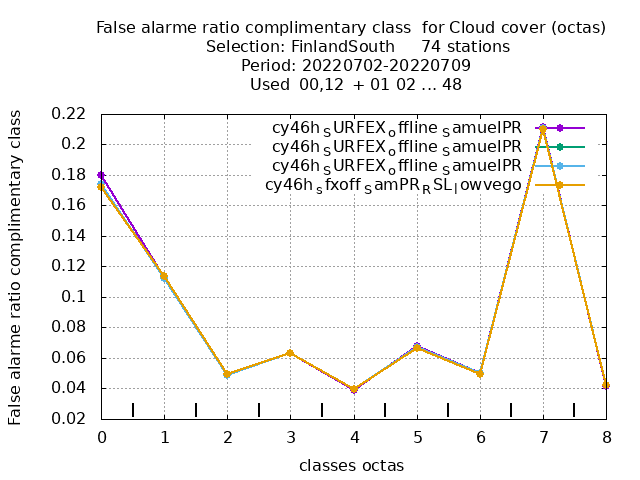 False alarme ratio complimentary class for Cloud cover (octas)
Selection: FinlandSouth 74 stations
Period: 20220702-20220709
Used 00,12 + 01 02 ... 48
False alarme ratio complimentary class
0.22
0.2
0.18
0.16
0.14
0.12
0.1
0.08
0.06
0.04
0.02
cy46h_SURFEX_offline_SamuelPR
cy46h_SURFEX_offline_SamuelPR
cy46h_SURFEX_offline_SamuelPR
cy46h_sfxoff_SamPR_RSL_lowvego
0 1 2 3 4 5 6 7 8
classes octas